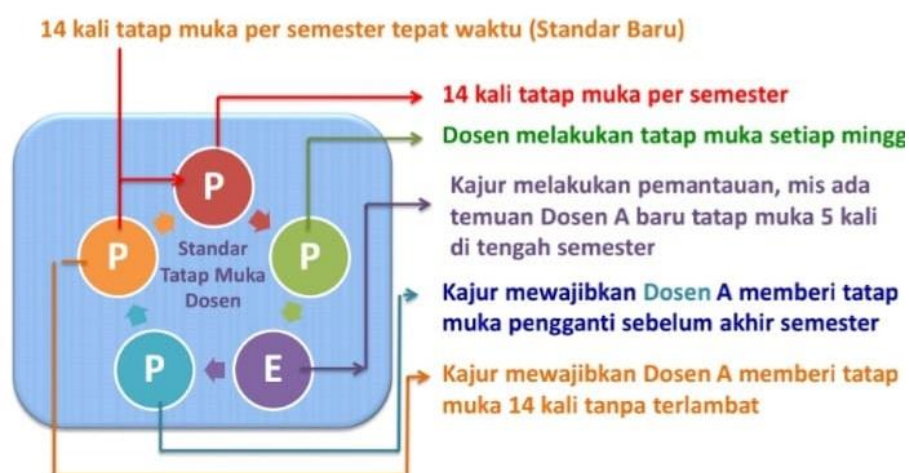 14 kali tatap muka per semester tepat waktu (Standar Baru)
14 kali tatap muka per semester
Dosen melakukan tatap muka setiap mingg
Kajur melakukan pemantauan, mis ada
temuan Dosen A baru tatap muka 5 kali
di tengah semester
Kajur mewajibkan Dosen A memberi tatap
muka pengganti sebelum akhir semester
Kajur mewajibkan Dosen A memberi tatap
muka 14 kali tanpa terlambat
P
P
P
Standar
Tatap Muka
Dosen
P
E